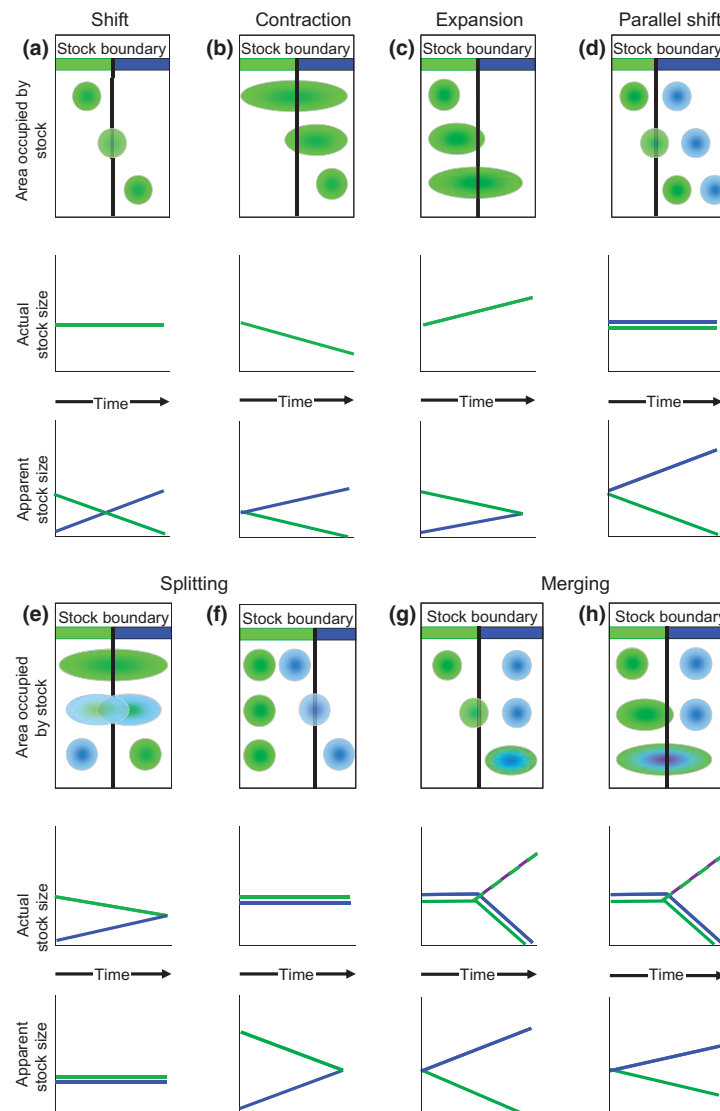 Shift Contraction Expansion Parallel shift
(a) (b) (c) (d)
Stock boundary Stock boundary Stock boundary Stock boundary
Area occupied by
stock
Actual
stock size
Time Time Time Time
Apparent
stock size
Splitting Merging
(e) (f) (g) (h)
Stock boundary Stock boundary Stock boundary Stock boundary
Area occupied
by stock
Actual
stock size
Time Time Time Time
Apparent
stock size